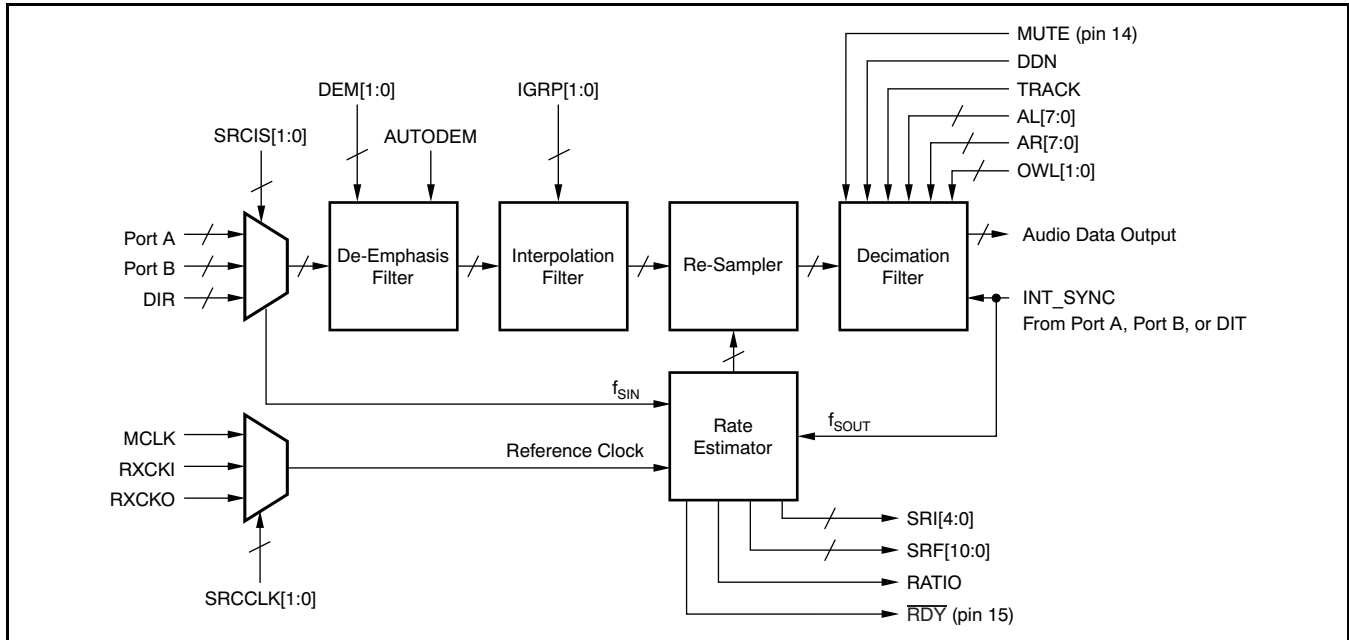 MUTE (pin 14)
DDN
TRACK
AL[7:0]
AR[7:0]
OWL[1:0]
DEM[1:0]
IGRP[1:0]
SRCIS[1:0]
AUTODEM
Port A
Port B
DIR
De-Emphasis
Filter
Interpolation
Filter
Re-Sampler
Decimation
Filter
Audio Data Output
INT_SYNC
From Port A, Port B, or DIT
fSIN
fSOUT
Rate
Estimator
MCLK
RXCKI
RXCKO
Reference Clock
SRCCLK[1:0]
SRI[4:0]
SRF[10:0]
RATIO
RDY (pin 15)